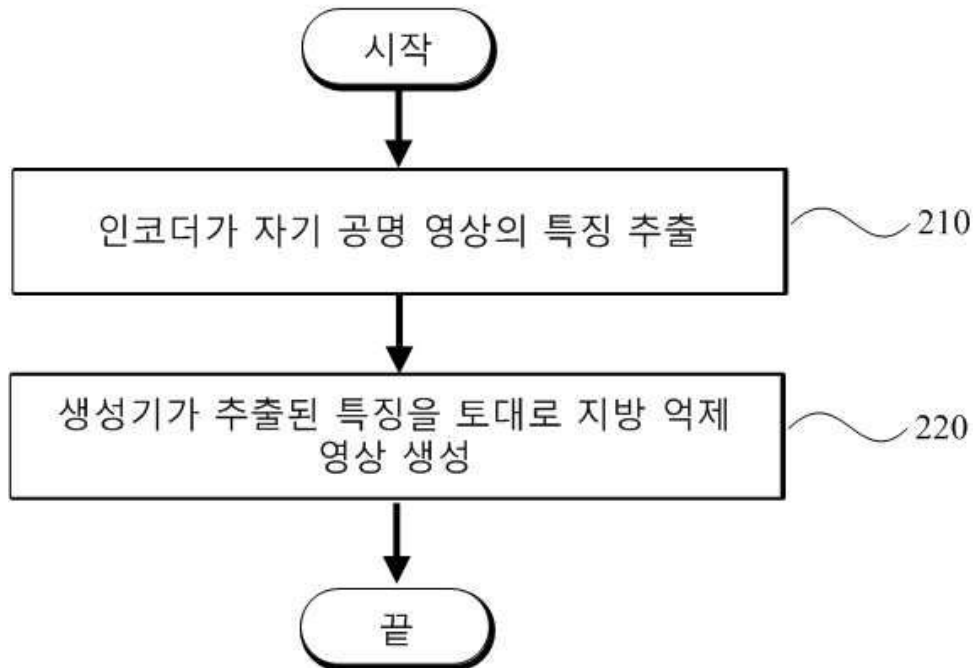 시작
인코더가 자기 공명 영상의 특징 추출
210
생성기가 추출된 특징을 토대로 지방 억제
영상 생성
220
끝